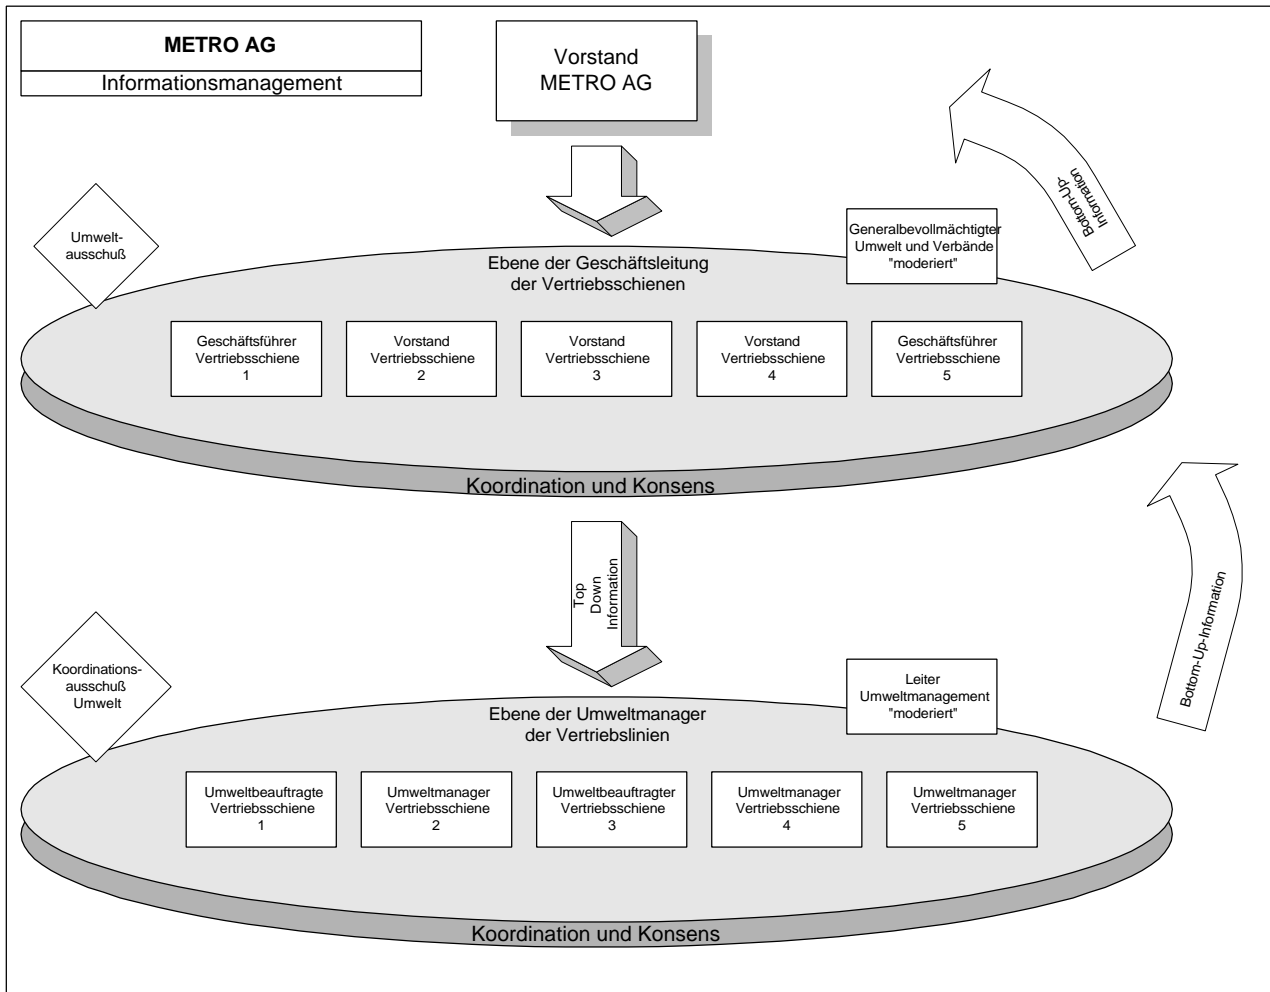 METRO AG
Informationsmanagement
Vorstand
METRO AG
Bottom-Up-
Information
Umwelt-
ausschuß
Generalbevollmächtigter
Umwelt und Verbände
"moderiert"
Ebene der Geschäftsleitung
der Vertriebsschienen
Geschäftsführer
Vertriebsschiene
1
Vorstand
Vertriebsschiene
2
Vorstand
Vertriebsschiene
3
Vorstand
Vertriebsschiene
4
Geschäftsführer
Vertriebsschiene
5
Koordination und Konsens
Top
Down
Information
Bottom-Up-Information
Koordinations-
ausschuß
Umwelt
Leiter
Umweltmanagement
"moderiert"
Ebene der Umweltmanager
der Vertriebslinien
Umweltbeauftragte
Vertriebsschiene
1
Umweltmanager
Vertriebsschiene
2
Umweltbeauftragter
Vertriebsschiene
3
Umweltmanager
Vertriebsschiene
4
Umweltmanager
Vertriebsschiene
5
Koordination und Konsens